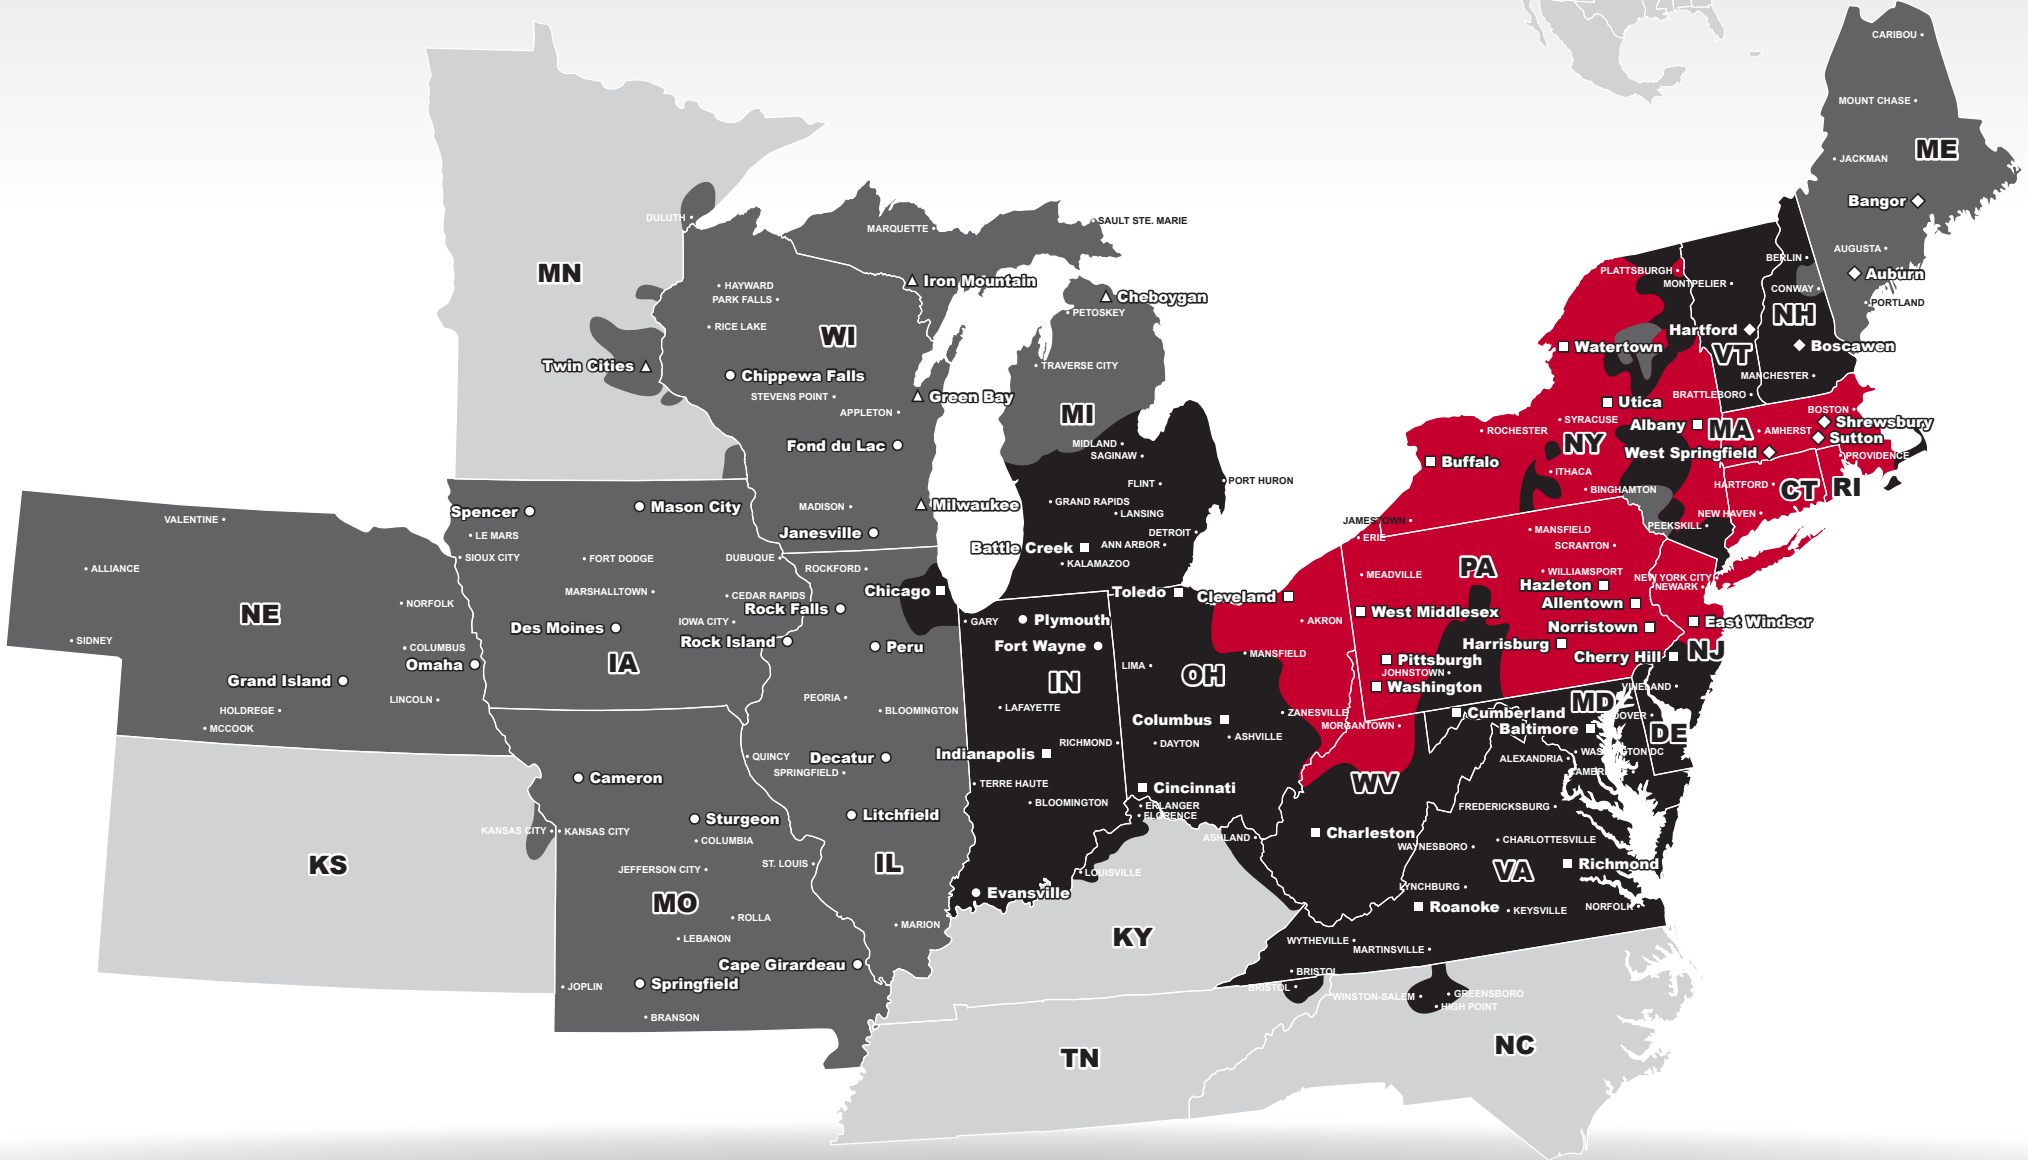 CARIBOU
MOUNT CHASE
ME
JACKMAN
Bangor
DULUTH
SAULT STE. MARIE
MARQUETTE
AUGUSTA
BERLIN
MN
PLATTSBURGH
Auburn
HAYWARD
Iron Mountain
MONTPELIER
CONWAY
PARK FALLS
Cheboygan
PORTLAND
PETOSKEY
NH
RICE LAKE
WI
Hartford
Watertown
Boscawen
VT
Twin Cities
TRAVERSE CITY
Chippewa Falls
MANCHESTER
STEVENS POINT
Green Bay
BRATTLEBORO
Utica
APPLETON
MI
BOSTON
SYRACUSE
Shrewsbury
Albany
MA
AMHERST
ROCHESTER
Sutton
Fond du Lac
MIDLAND
NY
SAGINAW
West Springfield
PROVIDENCE
Buffalo
ITHACA
FLINT
PORT HURON
HARTFORD
CT
RI
BINGHAMTON
GRAND RAPIDS
Mason City
MADISON
Milwaukee
Spencer
LANSING
NEW HAVEN
VALENTINE
JAMESTOWN
PEEKSKILL
LE MARS
Janesville
DETROIT
MANSFIELD
ERIE
Battle Creek
ANN ARBOR
SCRANTON
SIOUX CITY
FORT DODGE
DUBUQUE
KALAMAZOO
ALLIANCE
ROCKFORD
PA
MEADVILLE
WILLIAMSPORT
NEW YORK CITY
Hazleton
NEWARK
MARSHALLTOWN
CEDAR RAPIDS
Chicago
Toledo
Cleveland
NORFOLK
Rock Falls
Allentown
NE
West Middlesex
IOWA CITY
GARY
Plymouth
AKRON
East Windsor
Des Moines
Norristown
SIDNEY
Rock Island
COLUMBUS
Peru
Fort Wayne
Harrisburg
NJ
MANSFIELD
Cherry Hill
Omaha
IA
LIMA
Pittsburgh
JOHNSTOWN
Grand Island
IN
OH
Washington
VINELAND
LINCOLN
PEORIA
MD
HOLDREGE
BLOOMINGTON
LAFAYETTE
ZANESVILLE
Cumberland
DOVER
Columbus
MORGANTOWN
Baltimore
MCCOOK
DE
ASHVILLE
RICHMOND
DAYTON
Indianapolis
WASHINGTON DC
QUINCY
Decatur
ALEXANDRIA
SPRINGFIELD
Cameron
TERRE HAUTE
WV
Cincinnati
BLOOMINGTON
ERLANGER
FREDERICKSBURG
Litchfield
FLORENCE
Sturgeon
KANSAS CITY
KANSAS CITY
Charleston
ASHLAND
COLUMBIA
CHARLOTTESVILLE
WAYNESBORO
KS
ST. LOUIS
IL
Richmond
JEFFERSON CITY
VA
LOUISVILLE
LYNCHBURG
Evansville
MO
Roanoke
KEYSVILLE
NORFOLK
ROLLA
MARION
KY
LEBANON
WYTHEVILLE
MARTINSVILLE
Cape Girardeau
BRISTOL
Springfield
JOPLIN
BRISTOL
WINSTON-SALEM
GREENSBORO
HIGH POINT
BRANSON
NC
TN